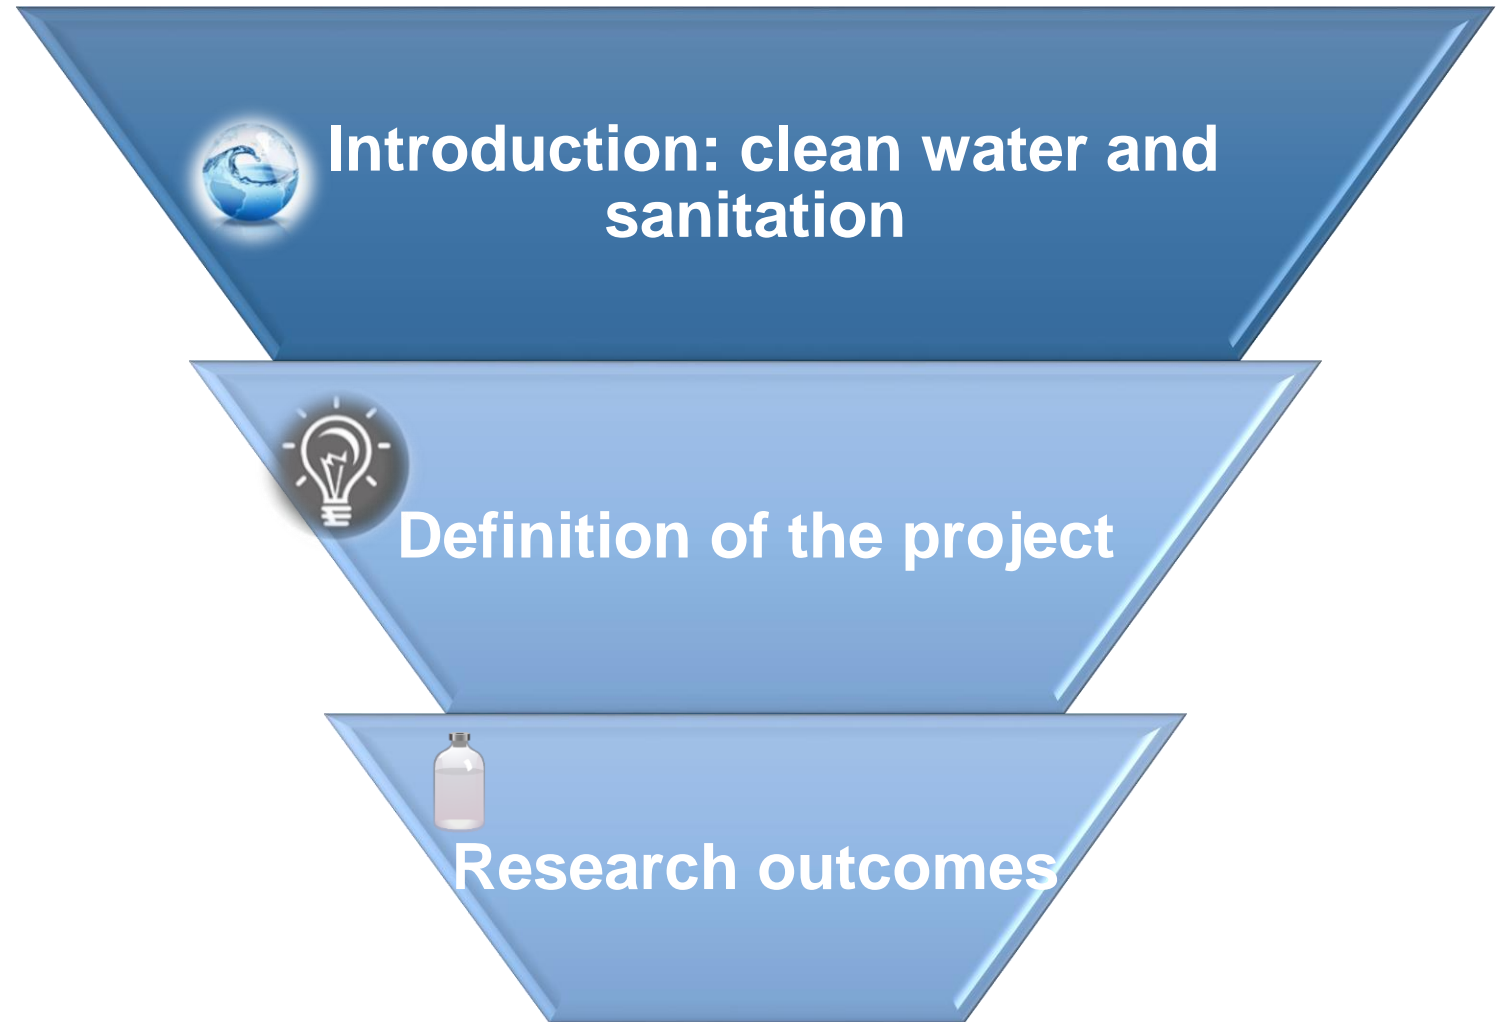 Introduction: clean water and
sanitation
Definition of the project
Research outcomes